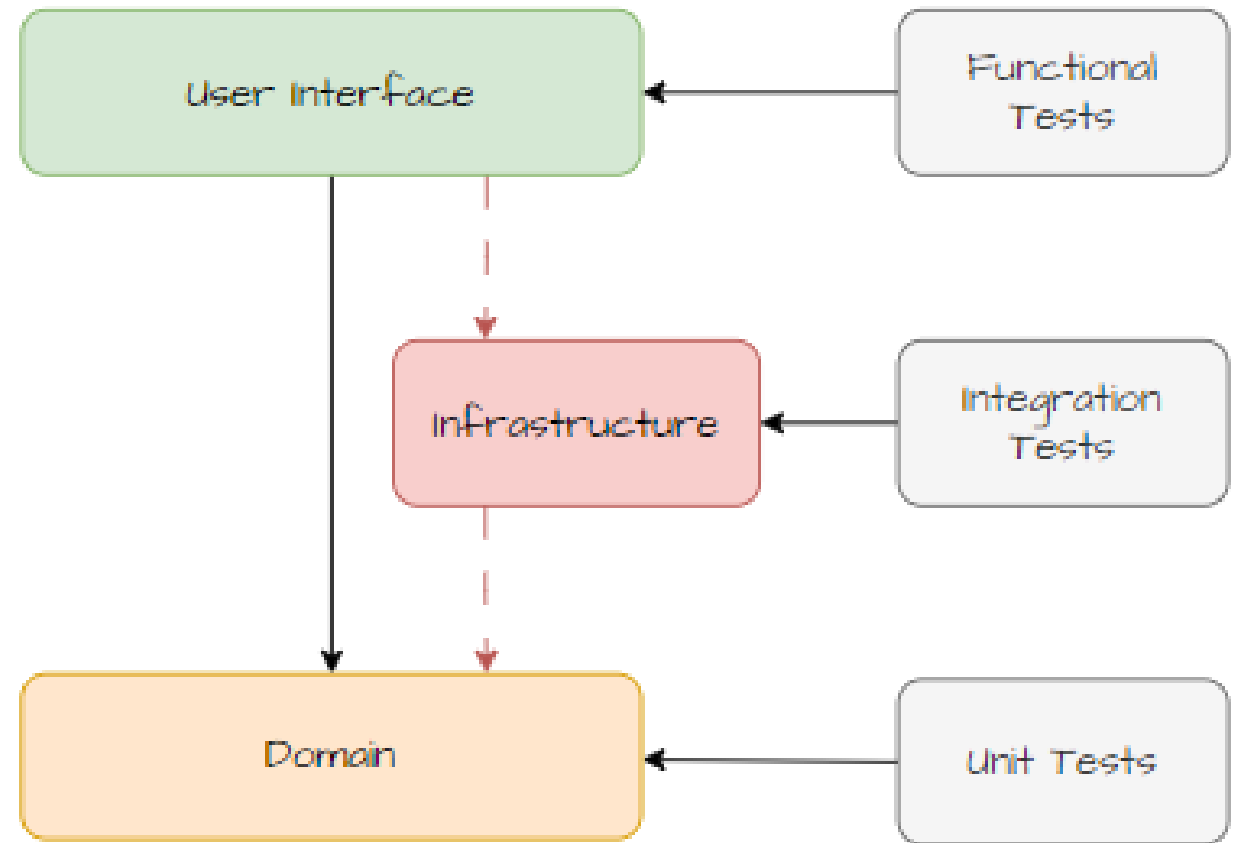 User Interface
Functional
Tests
Infrastructure
Integration
Tests
Domain
Unit Tests